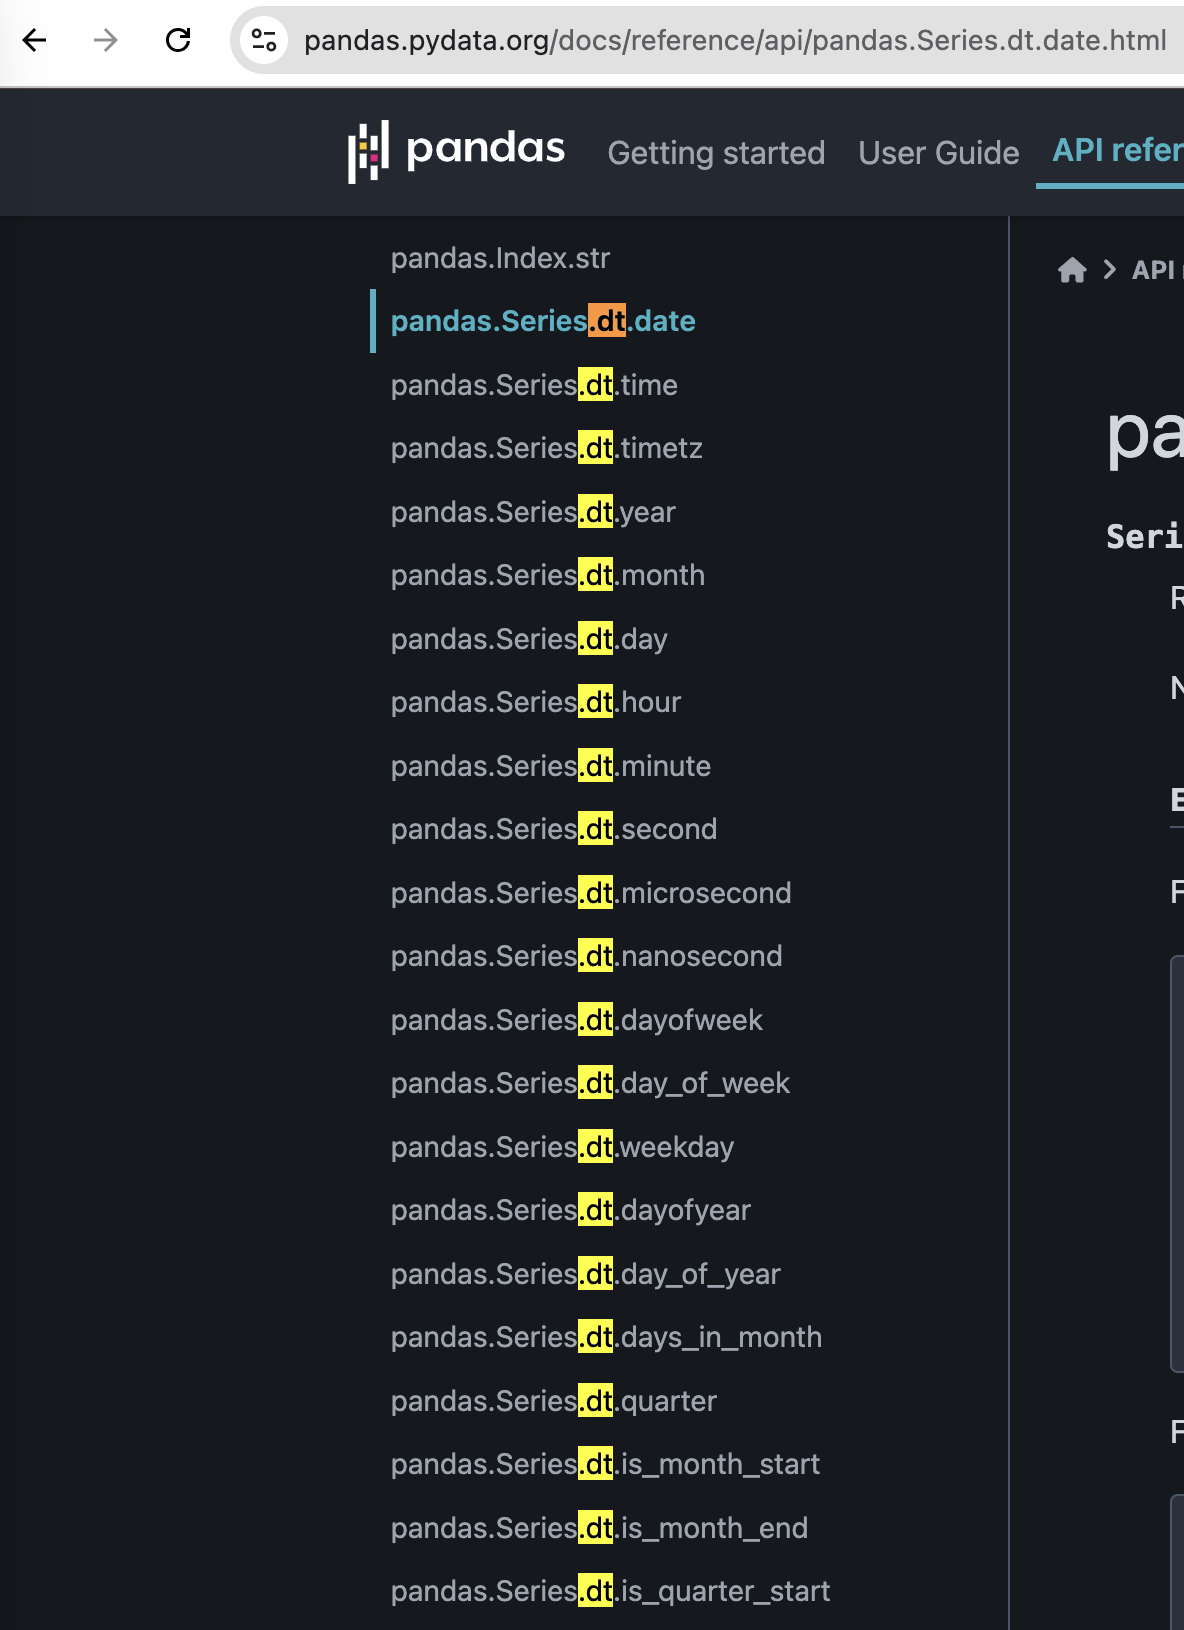 pandas.pydata.org/docs/reference/api/pandas.Series.dt.date.html
pandas Getting started User Guide API refer
pandas.Index.str
API
pandas.Series.dt.date
pandas.Series.dt.time
pandas.Series.dt.timetz
pandas.Series.dt.year
pandas.Series.dt.month
pandas.Series.dt.day
pandas.Series.dt.hour
pandas.Series.dt.minute
pandas.Series.dt.second
pandas.Series.dt.microsecond
pandas.Series.dt.nanosecond
pandas.Series.dt.dayofweek
pandas.Series.dt.day_of_week
pandas.Series.dt.weekday
pandas.Series.dt.dayofyear
pandas.Series.dt.day_of_year
pandas.Series.dt.days_in_month
pandas.Series.dt.quarter
pandas.Series.dt.is_month_start
pandas.Series.dt.is_month_end
pandas.Series.dt.is_quarter_start
pa
Seri